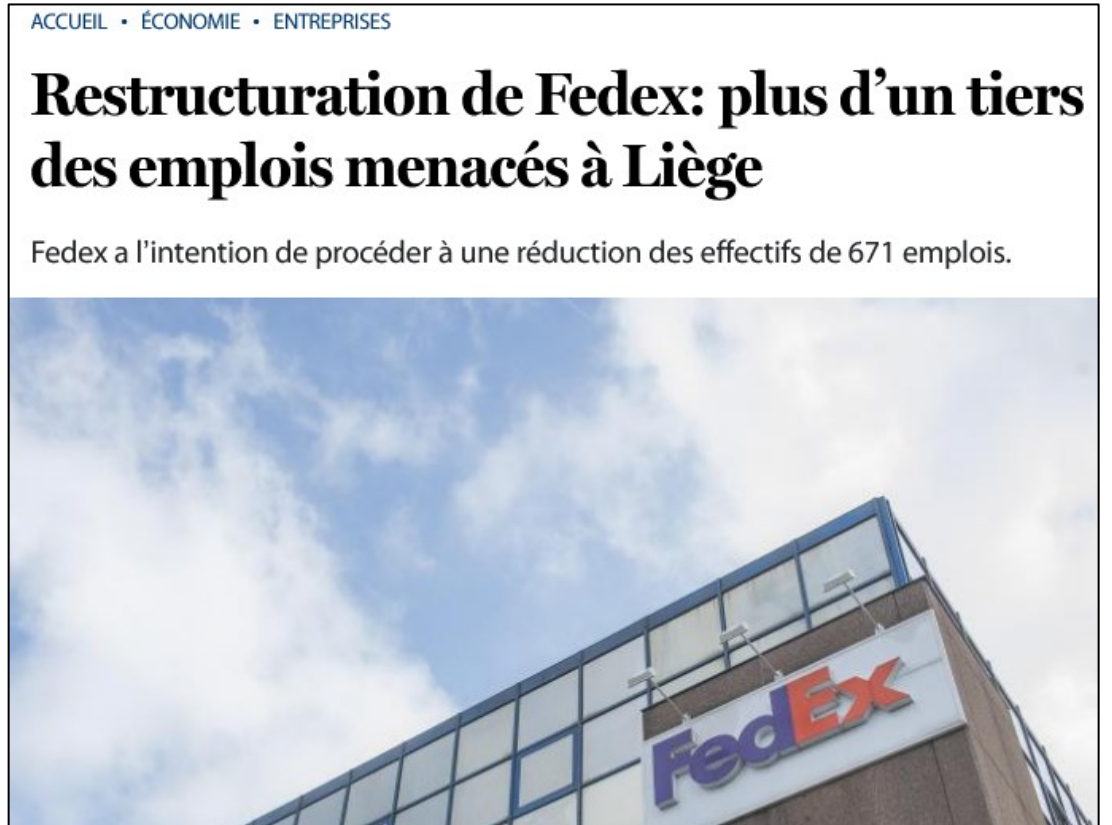 ACCUEIL • ÉCONOMIE • ENTREPRISES
Restructuration de Fedex: plus d’un tiers
des emplois menacés à Liège
Fedex a l’intention de procéder à une réduction des effectifs de 671 emplois.
FedEx